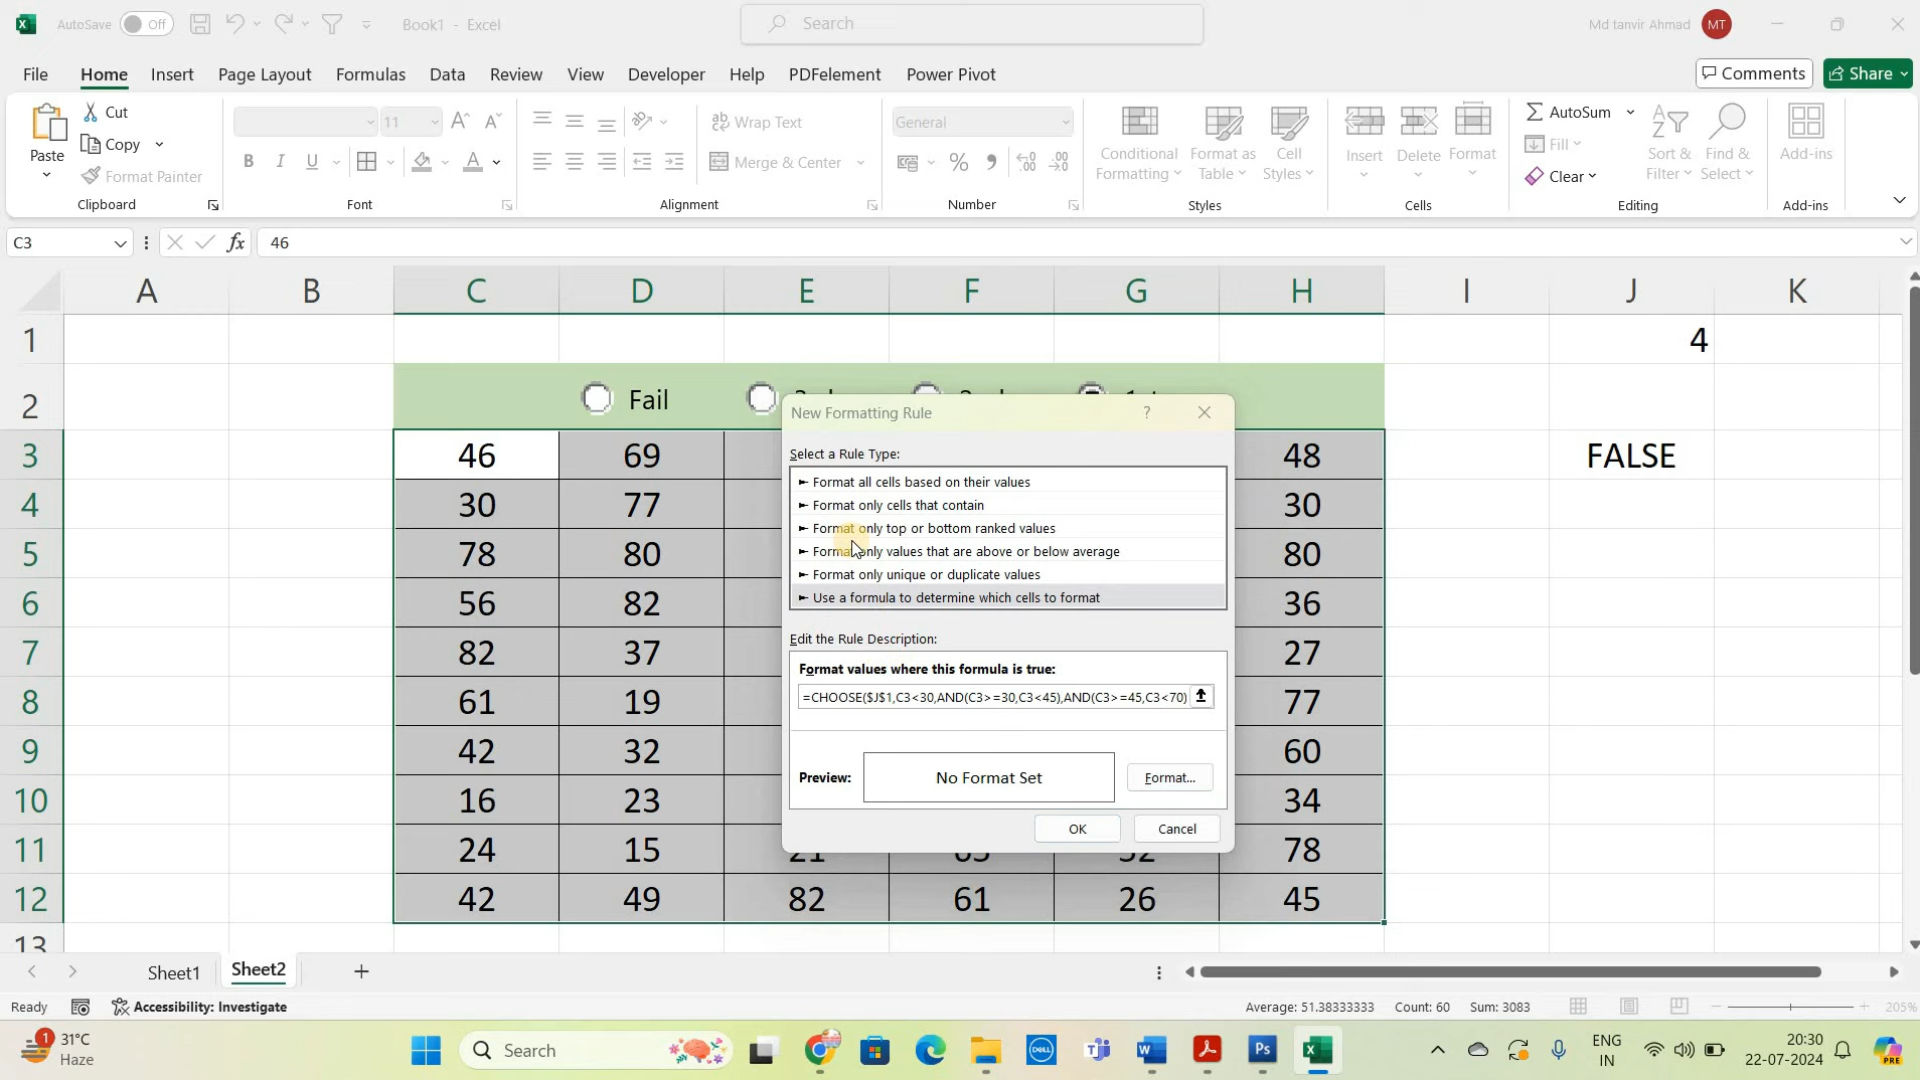 AutoSave Off Book1 - Excel Search Md tanvir Ahmad MT
File Home Insert Page Layout Formulas Data Review View Developer Help PDFelement Power Pivot Comments Share
Paste Cut Copy Format Painter Clipboard
11 B I U Font
Wrap Text Merge & Center Alignment
General % Number
Conditional Formatting Format as Table Cell Styles Styles
Insert Delete Format Cells
AutoSum Fill Clear Sort & Filter Find & Select Editing
Add-ins Add-ins
C3 fx 46
A B C D E F G H I J K
1 4
2 Fail
3 46 69 48 FALSE
4 30 77 30
5 78 80 80
6 56 82 36
7 82 37 27
8 61 19 77
9 42 32 60
10 16 23 34
11 24 15 78
12 42 49 82 61 26 45
13
New Formatting Rule ?
Select a Rule Type:
► Format all cells based on their values
► Format only cells that contain
► Format only top or bottom ranked values
► Format only values that are above or below average
► Format only unique or duplicate values
► Use a formula to determine which cells to format
Edit the Rule Description:
Format values where this formula is true:
=CHOOSE($J$1,C3<30,AND(C3>=30,C3<45),AND(C3>=45,C3<70)
Preview: No Format Set Format...
OK Cancel
Sheet1 Sheet2 +
Ready Accessibility: Investigate Average: 51.38333333 Count: 60 Sum: 3083 205%
1 31°C Haze Search DELL W Ps ENG IN 20:30 22-07-2024 PRE